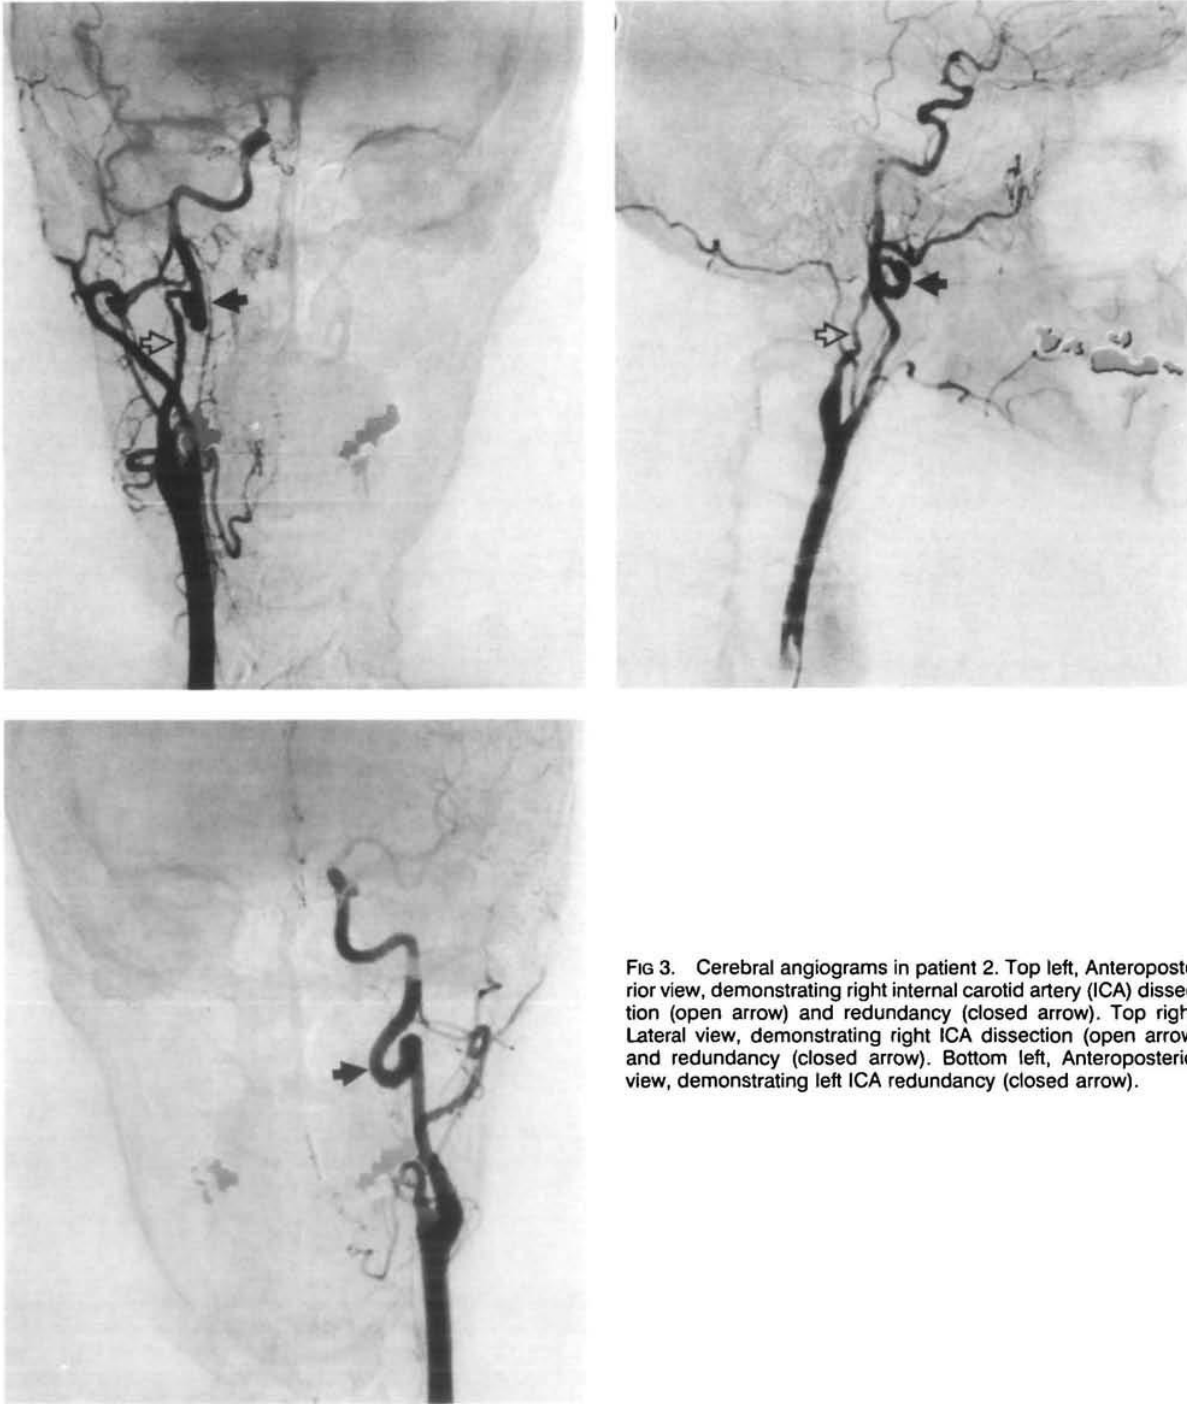 FIG 3. Cerebral angiograms in patient 2. Top left, Anteroposte
rior view, demonstrating right internal carotid artery (ICA) dissec
tion (open arrow) and redundancy (closed arrow). Top righ
Lateral view, demonstrating right ICA dissection (open arrow
and redundancy (closed arrow). Bottom left, Anteroposteric
view, demonstrating left ICA redundancy (closed arrow).